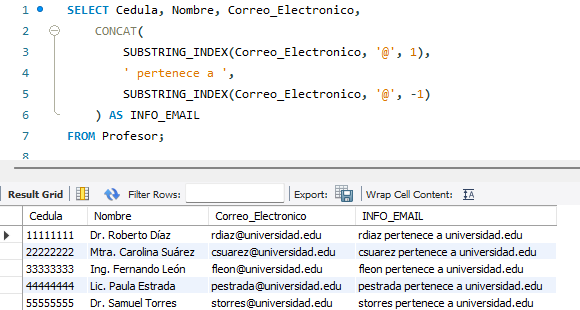 1 SELECT Cedula, Nombre, Correo_Electronico,
2 CONCAT(
3 SUBSTRING_INDEX(Correo_Electronico, '@', 1),
4 ' pertenece a ',
5 SUBSTRING_INDEX(Correo_Electronico, '@', -1)
6 ) AS INFO_EMAIL
7 FROM Profesor;
8
Result Grid Filter Rows: Export: Wrap Cell Content:
Cedula Nombre Correo_Electronico INFO_EMAIL
11111111 Dr. Roberto Díaz rdiaz@universidad.edu rdiaz pertenece a universidad.edu
22222222 Mtra. Carolina Suárez csuarez@universidad.edu csuarez pertenece a universidad.edu
33333333 Ing. Fernando León fleon@universidad.edu fleon pertenece a universidad.edu
44444444 Lic. Paula Estrada pestrada@universidad.edu pestrada pertenece a universidad.edu
55555555 Dr. Samuel Torres storres@universidad.edu storres pertenece a universidad.edu